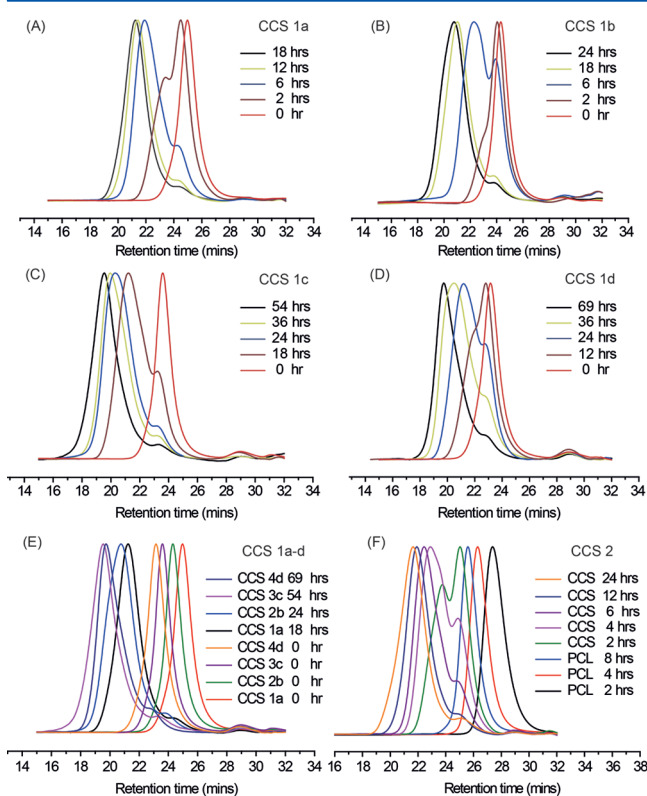 (A)
CCS 1a
18 hrs
12 hrs
6 hrs
2 hrs
0 hr
14 16 18 20 22 24 26 28 30 32 34
Retention time (mins)
(B)
CCS 1b
24 hrs
18 hrs
6 hrs
2 hrs
0 hr
14 16 18 20 22 24 26 28 30 32 34
Retention time (mins)
(C)
CCS 1c
54 hrs
36 hrs
24 hrs
18 hrs
0 hr
14 16 18 20 22 24 26 28 30 32 34
Retention time (mins)
(D)
CCS 1d
69 hrs
36 hrs
24 hrs
12 hrs
0 hr
14 16 18 20 22 24 26 28 30 32 34
Retention time (mins)
(E)
CCS 1a-d
CCS 4d 69 hrs
CCS 3c 54 hrs
CCS 2b 24 hrs
CCS 1a 18 hrs
CCS 4d 0 hr
CCS 3c 0 hr
CCS 2b 0 hr
CCS 1a 0 hr
14 16 18 20 22 24 26 28 30 32 34
Retention time (mins)
(F)
CCS 2
CCS 24 hrs
CCS 12 hrs
CCS 6 hrs
CCS 4 hrs
CCS 2 hrs
PCL 8 hrs
PCL 4 hrs
PCL 2 hrs
16 18 20 22 24 26 28 30 32 34 36 38
Retention time (mins)